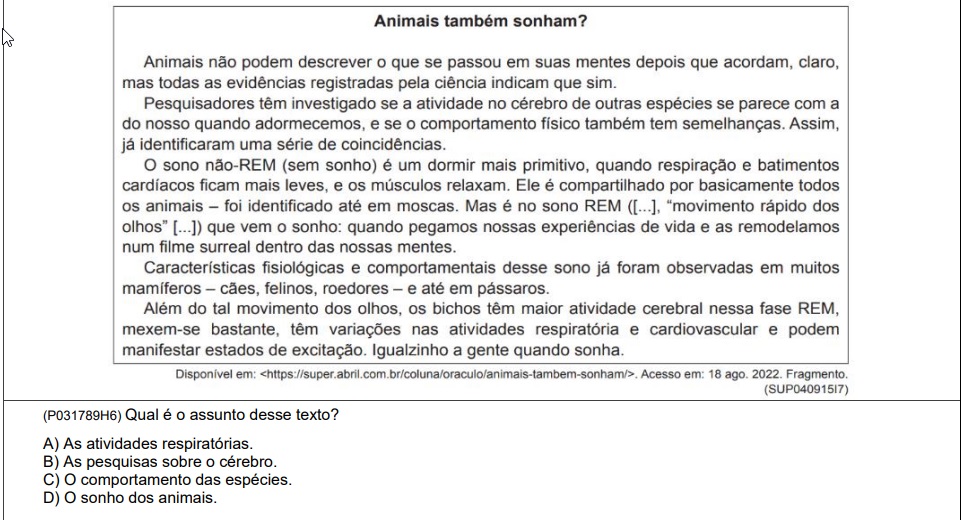 Animais também sonham?
Animais não podem descrever o que se passou em suas mentes depois que acordam, claro,
mas todas as evidências registradas pela ciência indicam que sim.
Pesquisadores têm investigado se a atividade no cérebro de outras espécies se parece com a
do nosso quando adormecemos, e se o comportamento físico também tem semelhanças. Assim,
já identificaram uma série de coincidências.
O sono não-REM (sem sonho) é um dormir mais primitivo, quando respiração e batimentos
cardíacos ficam mais leves, e os músculos relaxam. Ele é compartilhado por basicamente todos
os animais – foi identificado até em moscas. Mas é no sono REM ([...], “movimento rápido dos
olhos” [...]) que vem o sonho: quando pegamos nossas experiências de vida e as remodelamos
num filme surreal dentro das nossas mentes.
Características fisiológicas e comportamentais desse sono já foram observadas em muitos
mamíferos – cães, felinos, roedores – e até em pássaros.
Além do tal movimento dos olhos, os bichos têm maior atividade cerebral nessa fase REM,
mexem-se bastante, têm variações nas atividades respiratória e cardiovascular e podem
manifestar estados de excitação. Igualzinho a gente quando sonha.
Disponível em: <https://super.abril.com.br/coluna/oraculo/animais-tambem-sonham/>. Acesso em: 18 ago. 2022. Fragmento.
(SUP040915I7)
(P031789H6) Qual é o assunto desse texto?
A) As atividades respiratórias.
B) As pesquisas sobre o cérebro.
C) O comportamento das espécies.
D) O sonho dos animais.